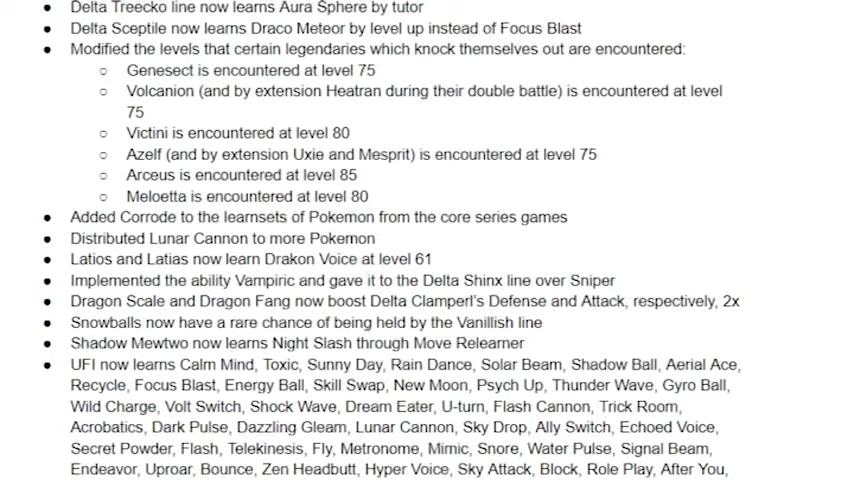 ● Delta Treecko line now learns Aura Sphere by tutor
● Delta Sceptile now learns Draco Meteor by level up instead of Focus Blast
● Modified the levels that certain legendaries which knock themselves out are encountered:
○ Genesect is encountered at level 75
○ Volcanion (and by extension Heatran during their double battle) is encountered at level
75
○ Victini is encountered at level 80
○ Azelf (and by extension Uxie and Mesprit) is encountered at level 75
○ Arceus is encountered at level 85
○ Meloetta is encountered at level 80
● Added Corrode to the learnsets of Pokemon from the core series games
● Distributed Lunar Cannon to more Pokemon
● Latios and Latias now learn Drakon Voice at level 61
● Implemented the ability Vampiric and gave it to the Delta Shinx line over Sniper
● Dragon Scale and Dragon Fang now boost Delta Clamperl's Defense and Attack, respectively, 2x
● Snowballs now have a rare chance of being held by the Vanillish line
● Shadow Mewtwo now learns Night Slash through Move Relearner
● UFI now learns Calm Mind, Toxic, Sunny Day, Rain Dance, Solar Beam, Shadow Ball, Aerial Ace,
Recycle, Focus Blast, Energy Ball, Skill Swap, New Moon, Psych Up, Thunder Wave, Gyro Ball,
Wild Charge, Volt Switch, Shock Wave, Dream Eater, U-turn, Flash Cannon, Trick Room,
Acrobatics, Dark Pulse, Dazzling Gleam, Lunar Cannon, Sky Drop, Ally Switch, Echoed Voice,
Secret Powder, Flash, Telekinesis, Fly, Metronome, Mimic, Snore, Water Pulse, Signal Beam,
Endeavor, Uproar, Bounce, Zen Headbutt, Hyper Voice, Sky Attack, Block, Role Play, After You,